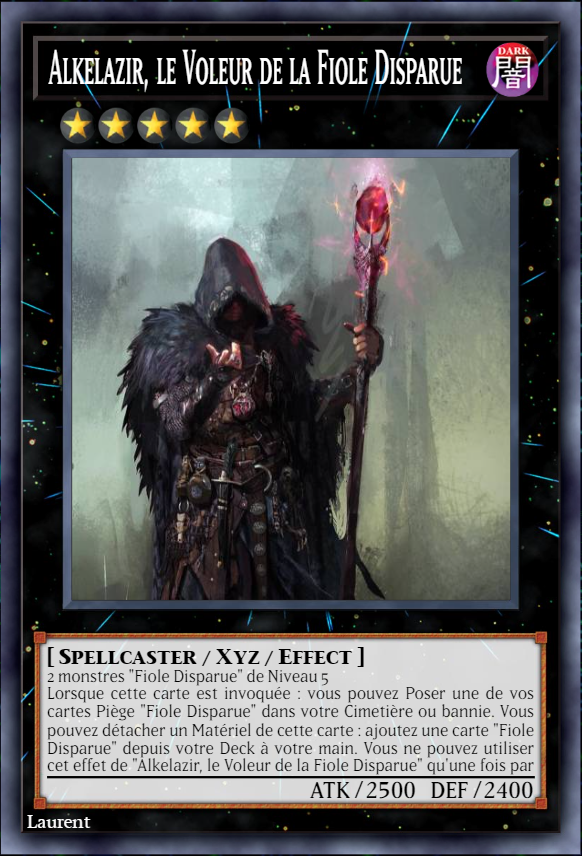 ALKELAZIR, LE VOLEUR DE LA FIOLE DISPARUE
DARK
闇
[ SPELLCASTER / XYZ / EFFECT ]
2 monstres "Fiole Disparue" de Niveau 5
Lorsque cette carte est invoquée : vous pouvez Poser une de vos
cartes Piège "Fiole Disparue" dans votre Cimetière ou bannie. Vous
pouvez détacher un Matériel de cette carte : ajoutez une carte "Fiole
Disparue" depuis votre Deck à votre main. Vous ne pouvez utiliser
cet effet de "Alkelazir, le Voleur de la Fiole Disparue" qu'une fois par
ATK / 2500 DEF / 2400
Laurent